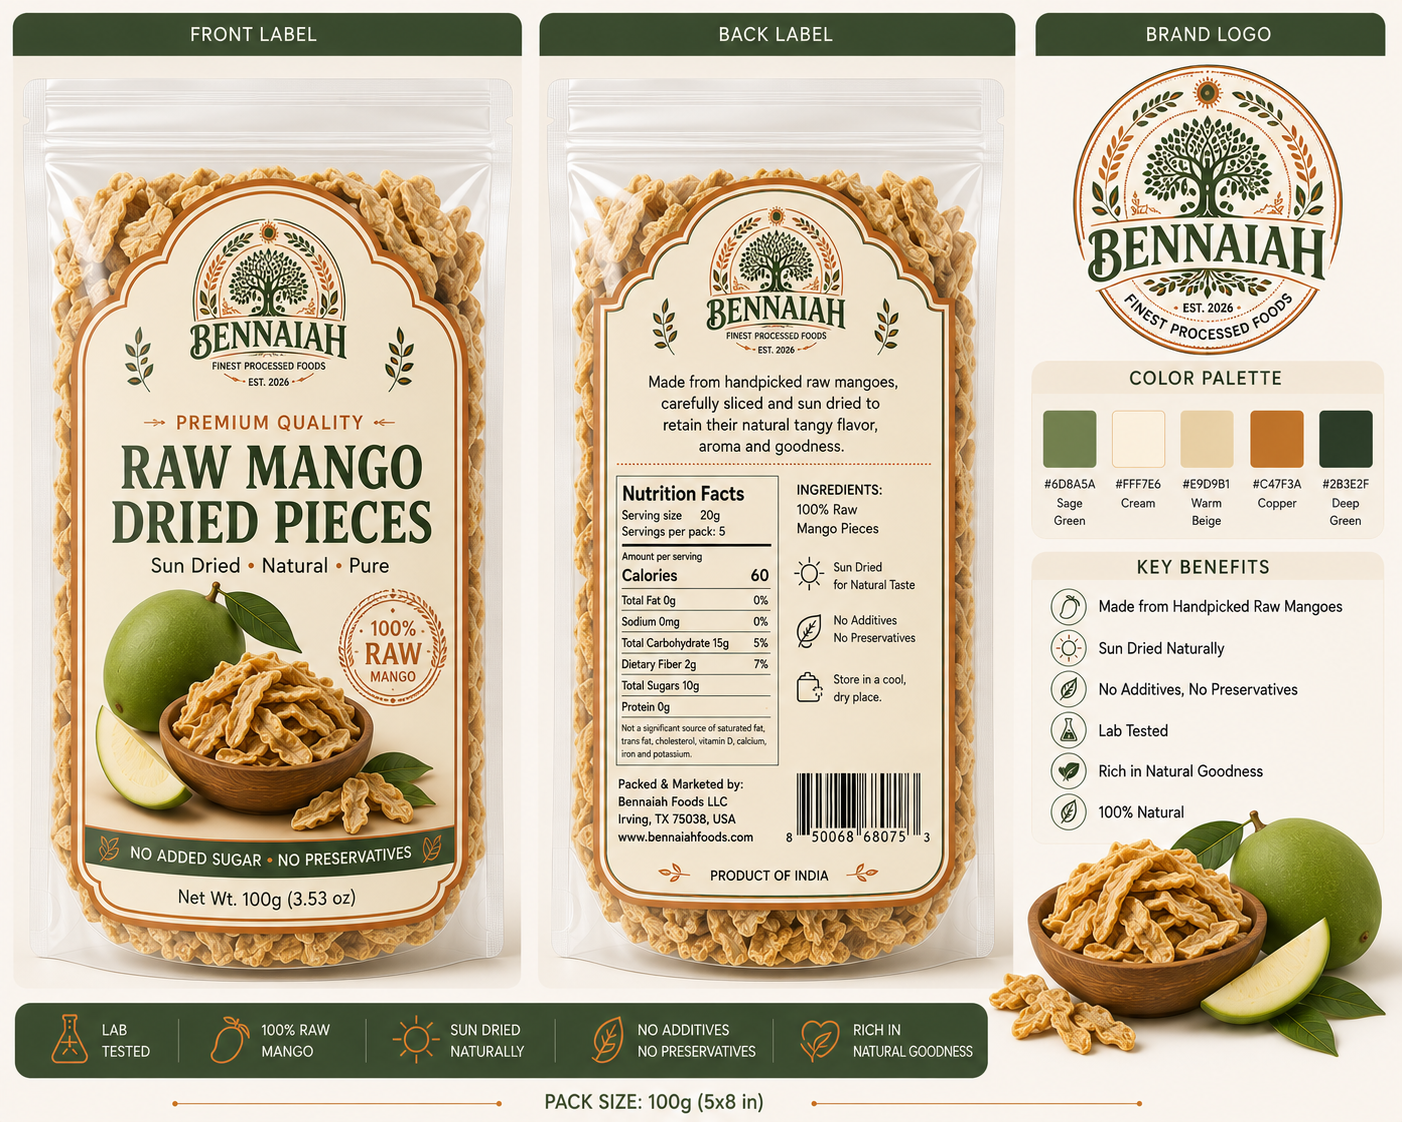 FRONT LABEL
BENNAIAH
FINEST PROCESSED FOODS
EST. 2026
PREMIUM QUALITY
RAW MANGO
DRIED PIECES
Sun Dried • Natural • Pure
100%
RAW
MANGO
NO ADDED SUGAR • NO PRESERVATIVES
Net Wt. 100g (3.53 oz)
BACK LABEL
BENNAIAH
FINEST PROCESSED FOODS
EST. 2026
Made from handpicked raw mangoes,
carefully sliced and sun dried to
retain their natural tangy flavor,
aroma and goodness.
Nutrition Facts
Serving size 20g
Servings per pack: 5
Amount per serving
Calories 60
Total Fat 0g 0%
Sodium 0mg 0%
Total Carbohydrate 15g 5%
Dietary Fiber 2g 7%
Total Sugars 10g
Protein 0g
Not a significant source of saturated fat,
trans fat, cholesterol, vitamin D, calcium,
iron and potassium.
INGREDIENTS:
100% Raw
Mango Pieces
Sun Dried
for Natural Taste
No Additives
No Preservatives
Store in a cool,
dry place.
Packed & Marketed by:
Bennaiah Foods LLC
Irving, TX 75038, USA
www.bennaiahfoods.com
8 50068 68075 3
PRODUCT OF INDIA
BRAND LOGO
BENNAIAH
EST. 2026
FINEST PROCESSED FOODS
COLOR PALETTE
#6D8A5A
Sage
Green
#FFF7E6
Cream
#E9D9B1
Warm
Beige
#C47F3A
Copper
#2B3E2F
Deep
Green
KEY BENEFITS
Made from Handpicked Raw Mangoes
Sun Dried Naturally
No Additives, No Preservatives
Lab Tested
Rich in Natural Goodness
100% Natural
LAB
TESTED
100% RAW
MANGO
SUN DRIED
NATURALLY
NO ADDITIVES
NO PRESERVATIVES
RICH IN
NATURAL GOODNESS
PACK SIZE: 100g (5x8 in)